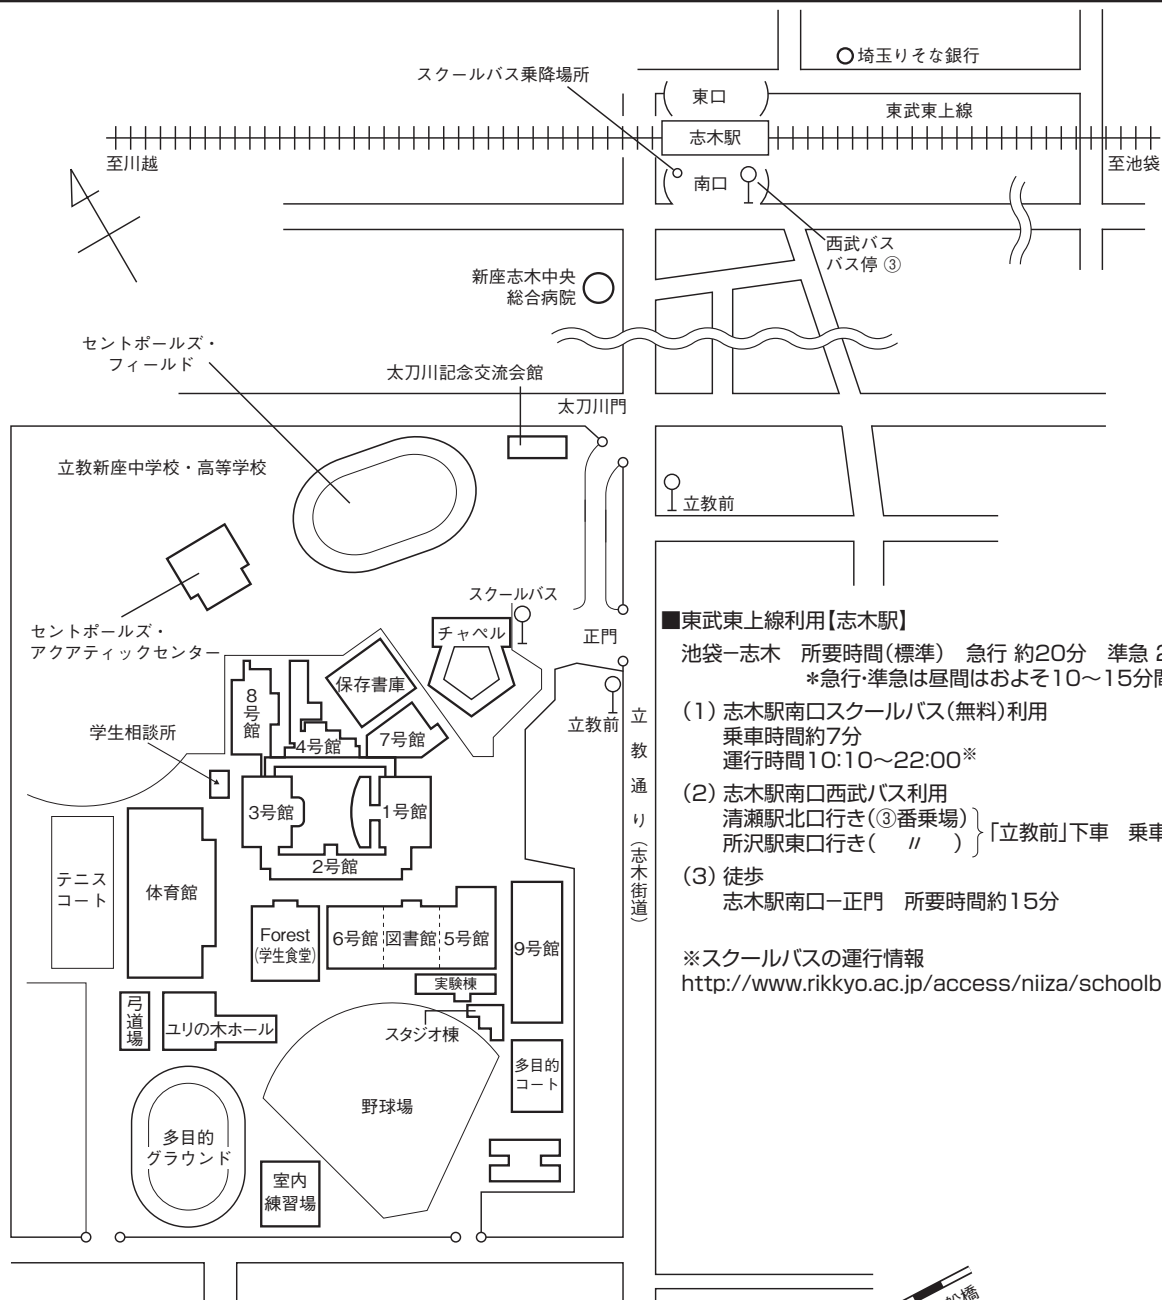 埼玉りそな銀行
スクールバス乗降場所
東口
東武東上線
志木駅
至川越
至池袋
南口
西武バス
バス停 ③
新座志木中央
総合病院
セントポールズ・
フィールド
太刀川記念交流会館
太刀川門
立教新座中学校・高等学校
立教前
スクールバス
セントポールズ・
アクアティックセンター
チャペル
正門
保存書庫
8号館
立教前
7号館
4号館
学生相談所
3号館
1号館
2号館
立教通り(志木街道)
テニス
コート
体育館
Forest
(学生食堂)
6号館
図書館
5号館
9号館
実験棟
弓道場
ユリの木ホール
スタジオ棟
多目的
コート
野球場
多目的
グラウンド
室内
練習場
■東武東上線利用【志木駅】
池袋−志木 所要時間(標準) 急行 約20分 準急 2
*急行・準急は昼間はおよそ10〜15分間
(1) 志木駅南口スクールバス(無料)利用
乗車時間約7分
運行時間10:10〜22:00※
(2) 志木駅南口西武バス利用
清瀬駅北口行き(③番乗場)
所沢駅東口行き( 〃 )
「立教前」下車 乗車
(3) 徒歩
志木駅南口−正門 所要時間約15分
※スクールバスの運行情報
http://www.rikkyo.ac.jp/access/niiza/schoolb